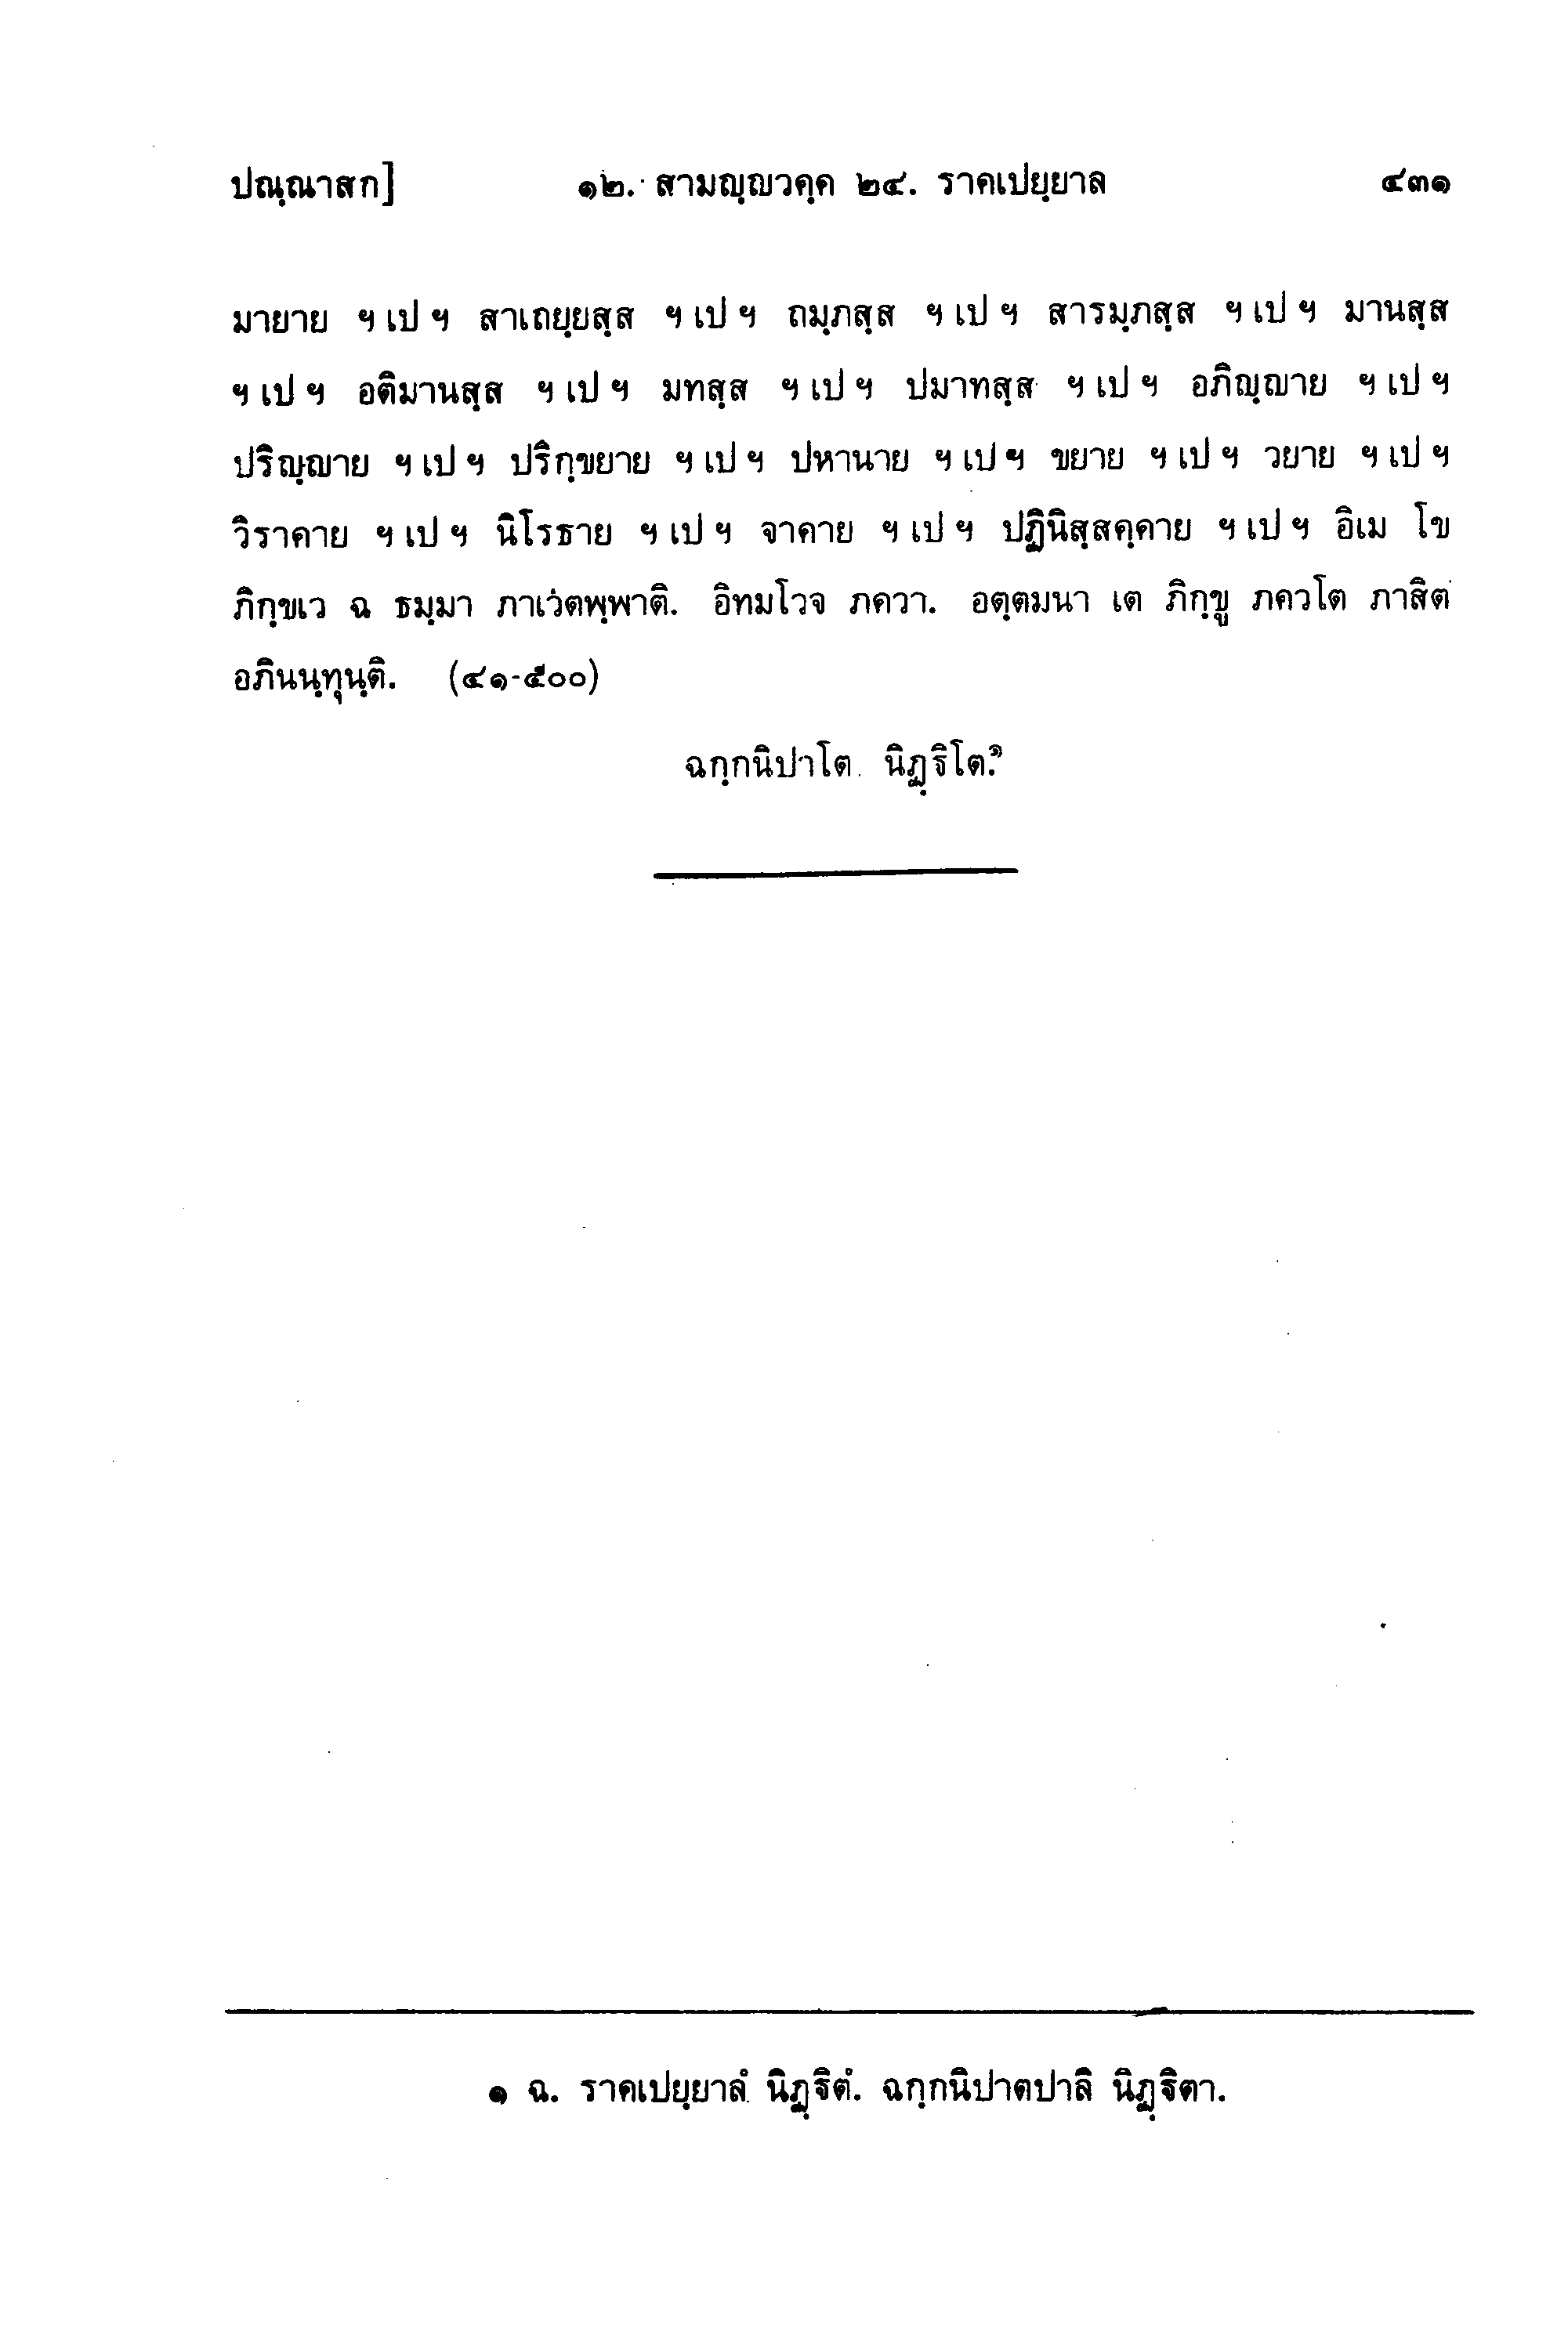 ปณฺณาสก] ๑๒. สามญฺญวคฺค ๒๔. ราคเปยฺยาล ๔๓๑
มายาย ฯ เป ฯ สาเถยฺยสฺส ฯ เป ฯ ถมฺภสฺส ฯ เป ฯ สารมฺภสฺส ฯ เป ฯ มานสฺส
ฯ เป ฯ อติมานสฺส ฯ เป ฯ มทสฺส ฯ เป ฯ ปมาทสฺส ฯ เป ฯ อภิญฺญาย ฯ เป ฯ
ปริญฺญาย ฯ เป ฯ ปริกฺขยาย ฯ เป ฯ ปหานาย ฯ เป ฯ ขยาย ฯ เป ฯ วยาย ฯ เป ฯ
วิราคาย ฯ เป ฯ นิโรธาย ฯ เป ฯ จาคาย ฯ เป ฯ ปฏินิสฺสคฺคาย ฯ เป ฯ อิเม โข
ภิกฺขเว ฉ ธมฺมา ภาเวตพฺพาติ. อิทมโวจ ภควา. อตฺตมนา เต ภิกฺขู ภควโต ภาสิต
อภินนฺทุนฺติ. (๔๑-๕๐๐)
ฉกฺกนิปาโต นิฏฺฐิโต.๑
๑ ฉ. ราคเปยฺยาลํ นิฏฺฐิตํ. ฉกฺกนิปาตปาลิ นิฏฺฐิตา.